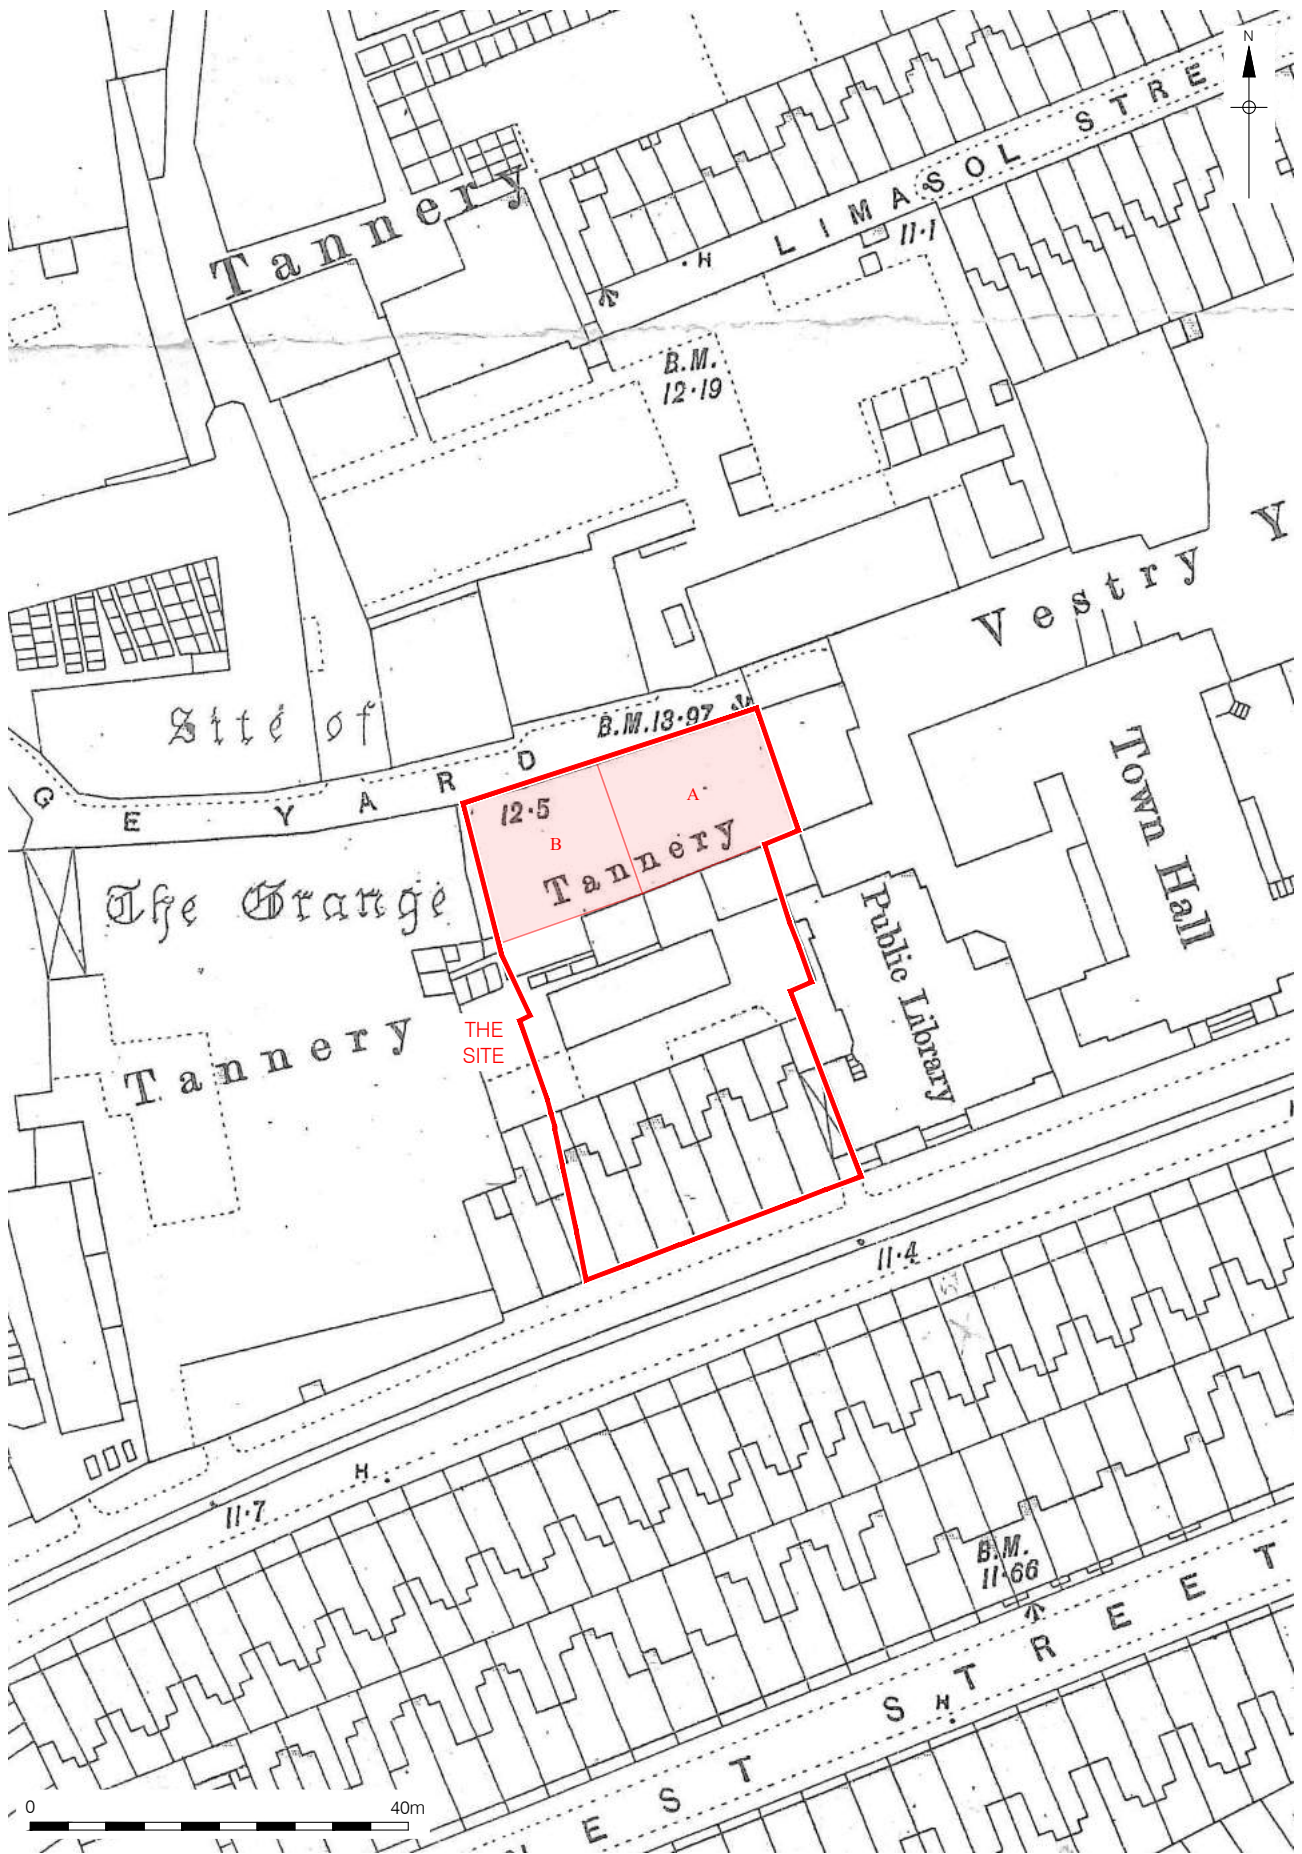 N
LIMASOL STRE
11·1
H
Tannery
B.M.
12·19
Vestry Y
Site of
B.M.13·97
GE YARD
12·5
A
B
Tannery
The Grange
Town Hall
Public Library
THE
SITE
Tannery
11·4
H
11·7
B.M.
11·66
H
EST STREET
0 40m